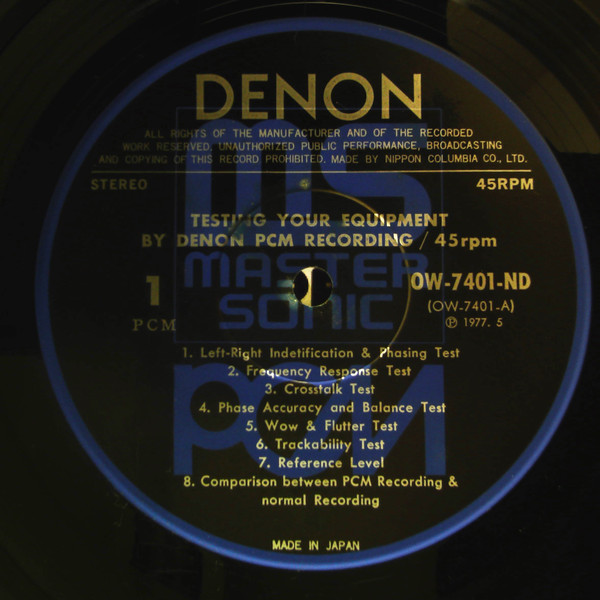 DENON
ALL RIGHTS OF THE MANUFACTURER AND OF THE RECORDED
WORK RESERVED; UNAUTHORIZED PUBLIC PERFORMANCE, BROADCASTING
AND COPYING OF THIS RECORD PROHIBITED. MADE BY NIPPON COLUMBIA CO., LTD.
STEREO 45RPM
ms
TESTING YOUR EQUIPMENT
BY DENON PCM RECORDING / 45rpm
MASTER
SONIC
1 OW-7401-ND
PCM (OW-7401-A)
Ⓟ 1977. 5
1. Left-Right Indetification & Phasing Test
2. Frequency Response Test
3. Crosstalk Test
4. Phase Accuracy and Balance Test
5. Wow & Flutter Test
6. Trackability Test
7. Reference Level
8. Comparison between PCM Recording &
normal Recording
PCM
MADE IN JAPAN